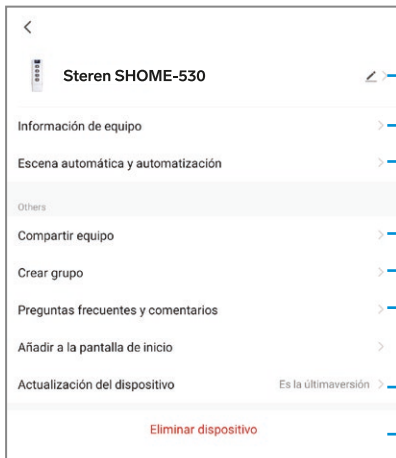 Steren SHOME-530
Información de equipo
Escena automática y automatización
Others
Compartir equipo
Crear grupo
Preguntas frecuentes y comentarios
Añadir a la pantalla de inicio
Actualización del dispositivo Es la últimaversión
Eliminar dispositivo